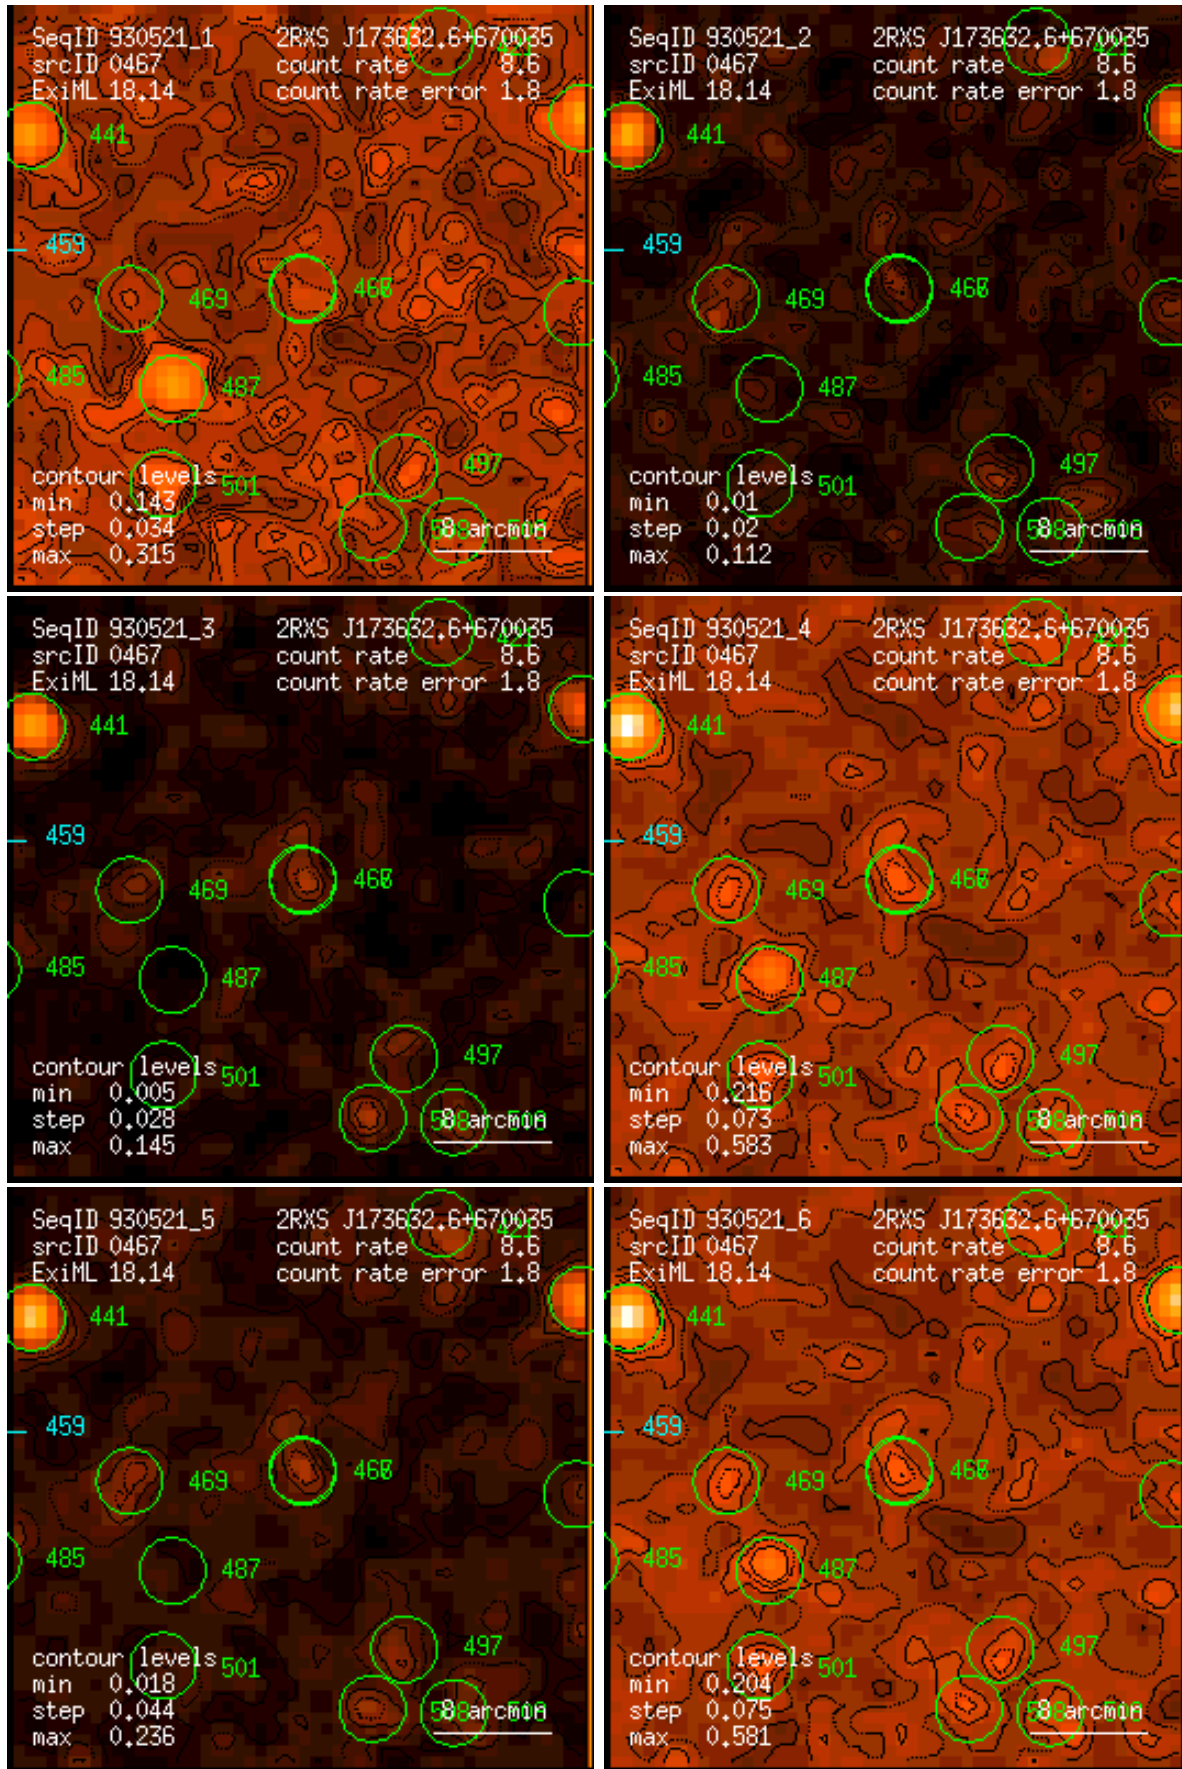 SeqID 930521_1 2RXS J173632.6+670035
srcID 0467 count rate 8.6
ExiML 18.14 count rate error 1.8
441
459
469
485
487
497
501
contour levels
min 0.143
step 0.034
max 0.315
8 arcmin
SeqID 930521_2 2RXS J173632.6+670035
srcID 0467 count rate 8.6
ExiML 18.14 count rate error 1.8
441
459
469
485
487
497
501
contour levels
min 0.01
step 0.02
max 0.112
8 arcmin
SeqID 930521_3 2RXS J173632.6+670035
srcID 0467 count rate 8.6
ExiML 18.14 count rate error 1.8
441
459
469
485
487
497
501
contour levels
min 0.005
step 0.028
max 0.145
8 arcmin
SeqID 930521_4 2RXS J173632.6+670035
srcID 0467 count rate 8.6
ExiML 18.14 count rate error 1.8
441
459
469
485
487
497
501
contour levels
min 0.216
step 0.073
max 0.583
8 arcmin
SeqID 930521_5 2RXS J173632.6+670035
srcID 0467 count rate 8.6
ExiML 18.14 count rate error 1.8
441
459
469
485
487
497
501
contour levels
min 0.018
step 0.044
max 0.236
8 arcmin
SeqID 930521_6 2RXS J173632.6+670035
srcID 0467 count rate 8.6
ExiML 18.14 count rate error 1.8
441
459
469
485
487
497
501
contour levels
min 0.204
step 0.075
max 0.581
8 arcmin